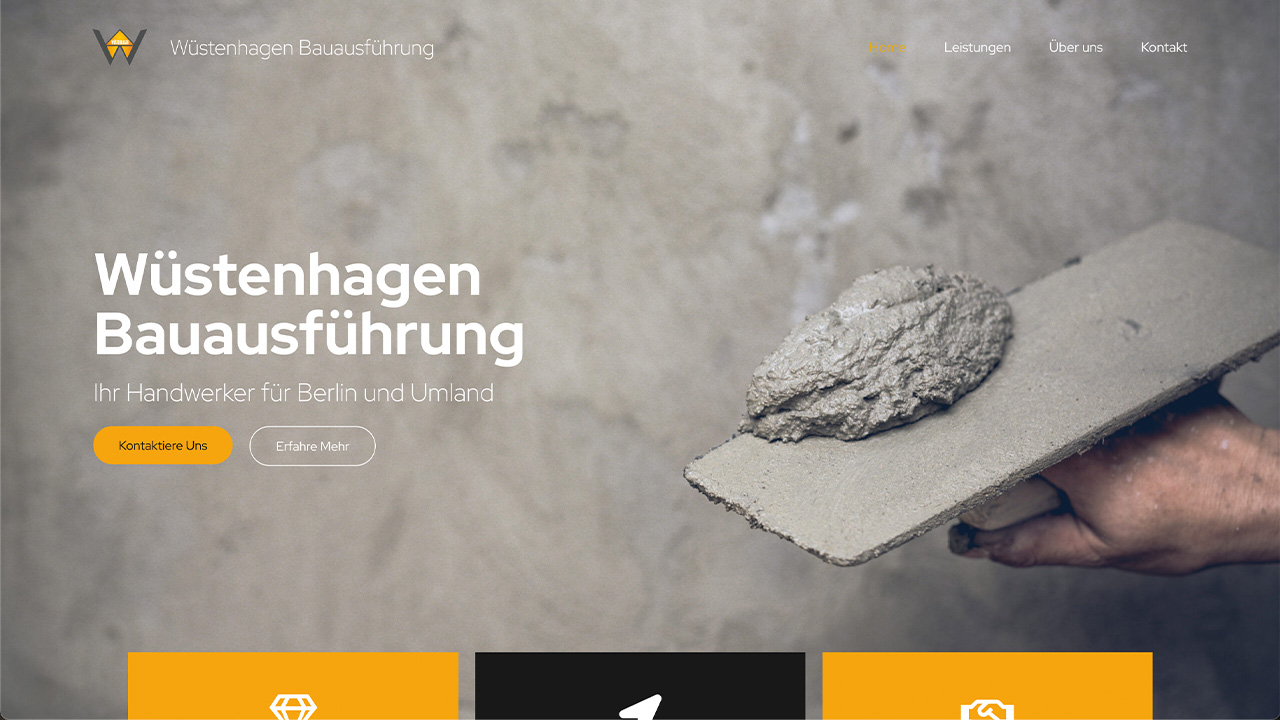 Wüstenhagen Bauausführung
Home
Leistungen
Über uns
Kontakt
Wüstenhagen
Bauausführung
Ihr Handwerker für Berlin und Umland
Kontaktiere Uns
Erfahre Mehr